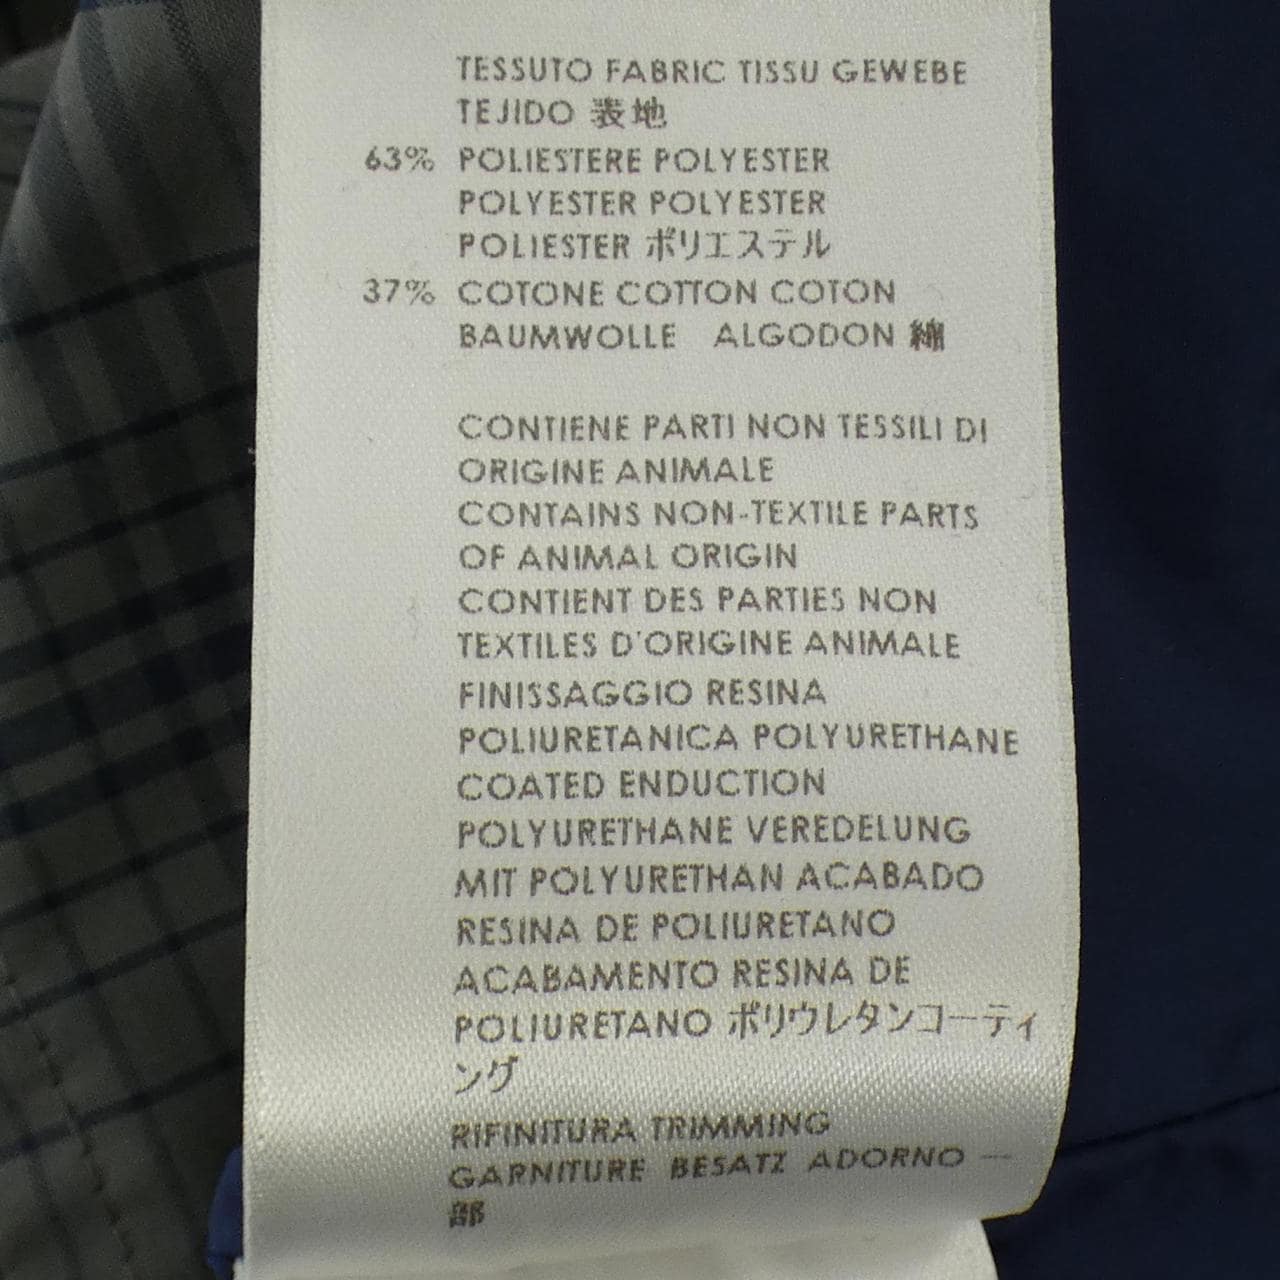 TESSUTO FABRIC TISSU GEWEBE
TEJIDO 表地
63% POLIESTERE POLYESTER
POLYESTER POLYESTER
POLIESTER ポリエステル
37% COTONE COTTON COTON
BAUMWOLLE ALGODON 綿
CONTIENE PARTI NON TESSILI DI
ORIGINE ANIMALE
CONTAINS NON-TEXTILE PARTS
OF ANIMAL ORIGIN
CONTIENT DES PARTIES NON
TEXTILES D'ORIGINE ANIMALE
FINISSAGGIO RESINA
POLIURETANICA POLYURETHANE
COATED ENDUCTION
POLYURETHANE VEREDELUNG
MIT POLYURETHAN ACABADO
RESINA DE POLIURETANO
ACABAMENTO RESINA DE
POLIURETANO ポリウレタンコーティ
ング
RIFINITURA TRIMMING
GARNITURE BESATZ ADORNO 一
部